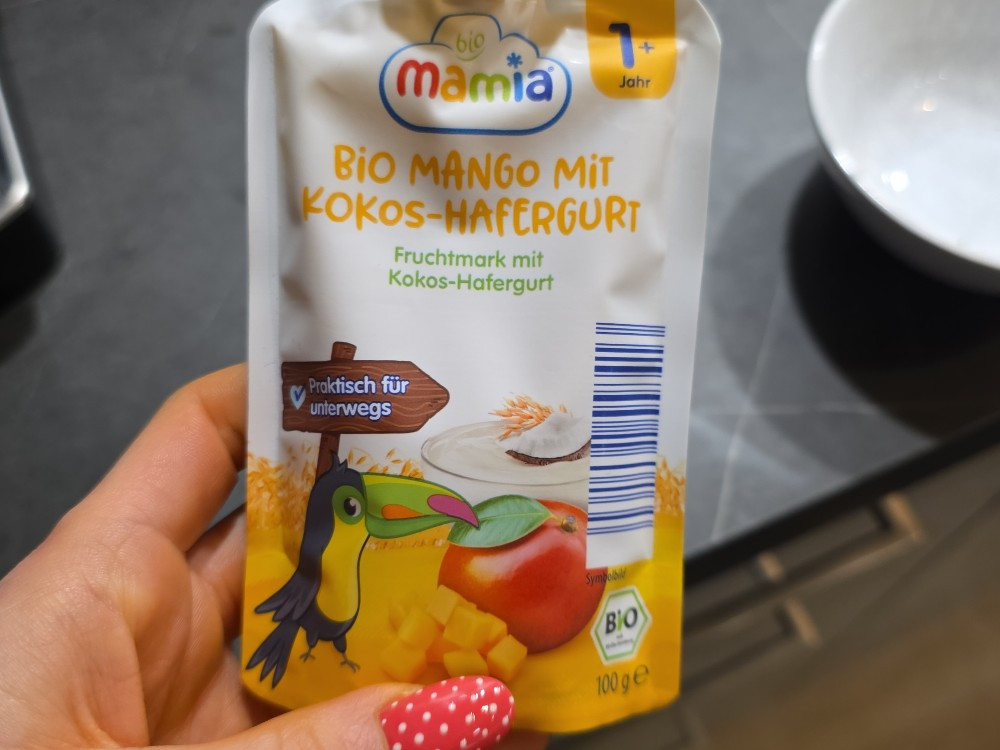 bio
mamia
1+
Jahr
BiO MANGO MiT
KOKOS-HAFERGURT
Fruchtmark mit
Kokos-Hafergurt
Praktisch für
unterwegs
Symbolbild
BiO
100 g e